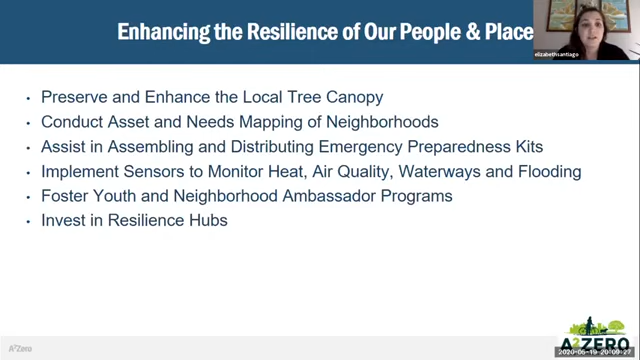 Enhancing the Resilience of Our People & Place
elizabethsantiago
• Preserve and Enhance the Local Tree Canopy
• Conduct Asset and Needs Mapping of Neighborhoods
• Assist in Assembling and Distributing Emergency Preparedness Kits
• Implement Sensors to Monitor Heat, Air Quality, Waterways and Flooding
• Foster Youth and Neighborhood Ambassador Programs
• Invest in Resilience Hubs
A²Zero
A²ZERO
2020-06-19 20:09:27